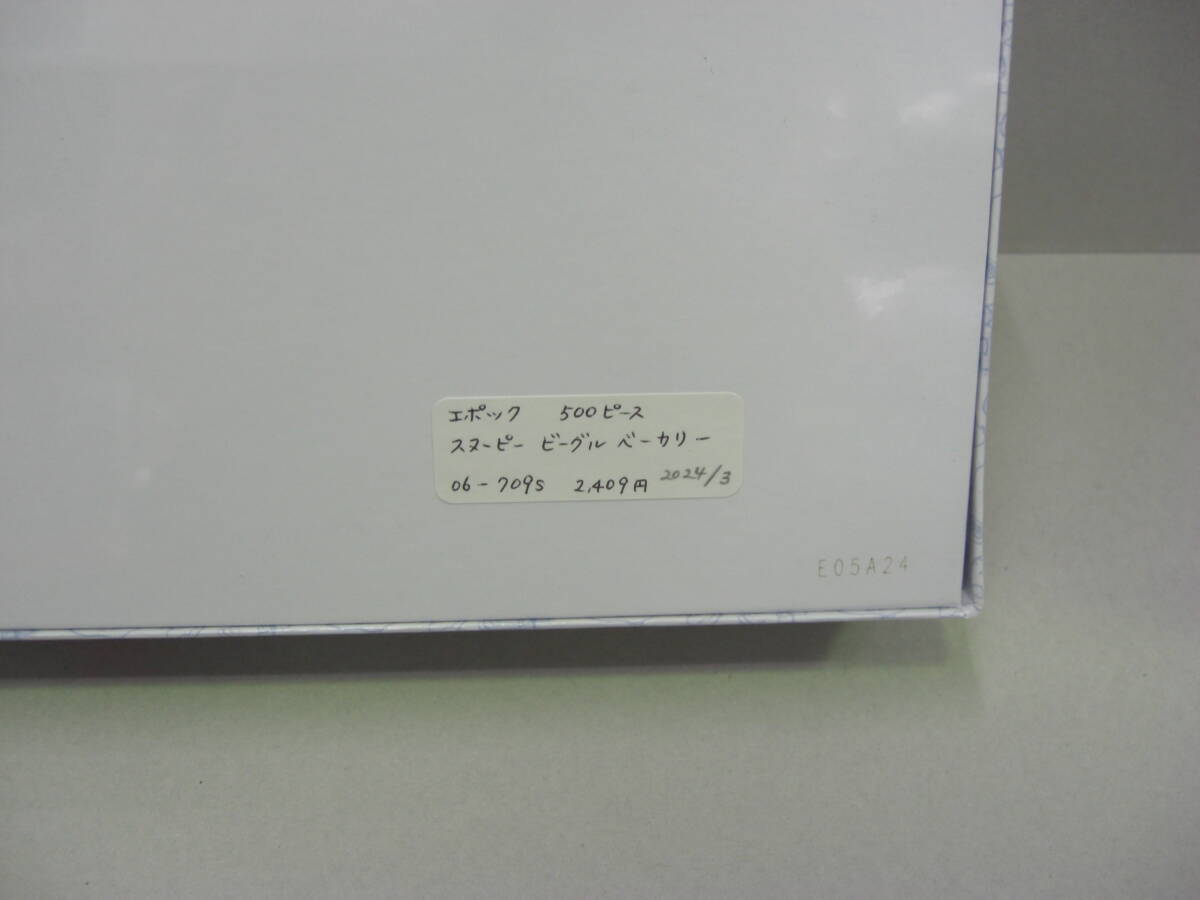 エポック 500ピース
スヌーピー ビーグル ベーカリー
06-709s 2,409円 2024/3
E05A24